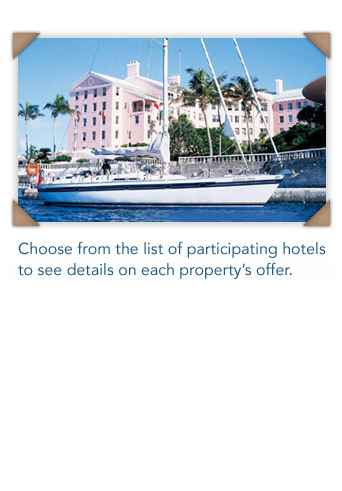 Choose from the list of participating hotels
to see details on each property's offer.